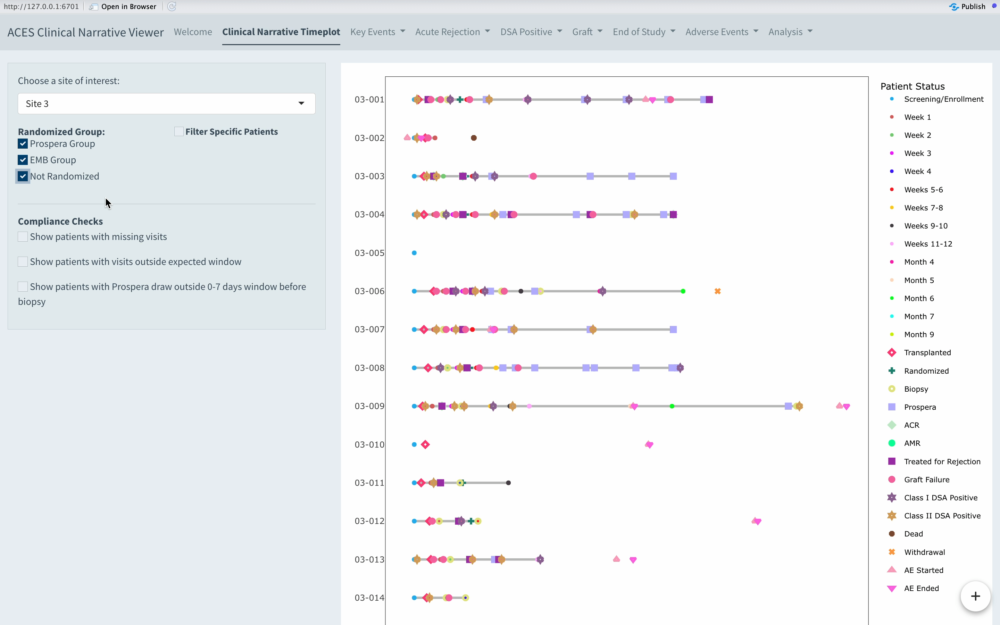 http://127.0.0.1:6701 Open in Browser Publish
ACES Clinical Narrative Viewer Welcome Clinical Narrative Timeplot Key Events Acute Rejection DSA Positive Graft End of Study Adverse Events Analysis
Choose a site of interest:
Site 3
Randomized Group:
Prospera Group
EMB Group
Not Randomized
Filter Specific Patients
Compliance Checks
Show patients with missing visits
Show patients with visits outside expected window
Show patients with Prospera draw outside 0-7 days window before
biopsy
03-001
03-002
03-003
03-004
03-005
03-006
03-007
03-008
03-009
03-010
03-011
03-012
03-013
03-014
Patient Status
Screening/Enrollment
Week 1
Week 2
Week 3
Week 4
Weeks 5-6
Weeks 7-8
Weeks 9-10
Weeks 11-12
Month 4
Month 5
Month 6
Month 7
Month 9
Transplanted
Randomized
Biopsy
Prospera
ACR
AMR
Treated for Rejection
Graft Failure
Class I DSA Positive
Class II DSA Positive
Dead
Withdrawal
AE Started
AE Ended